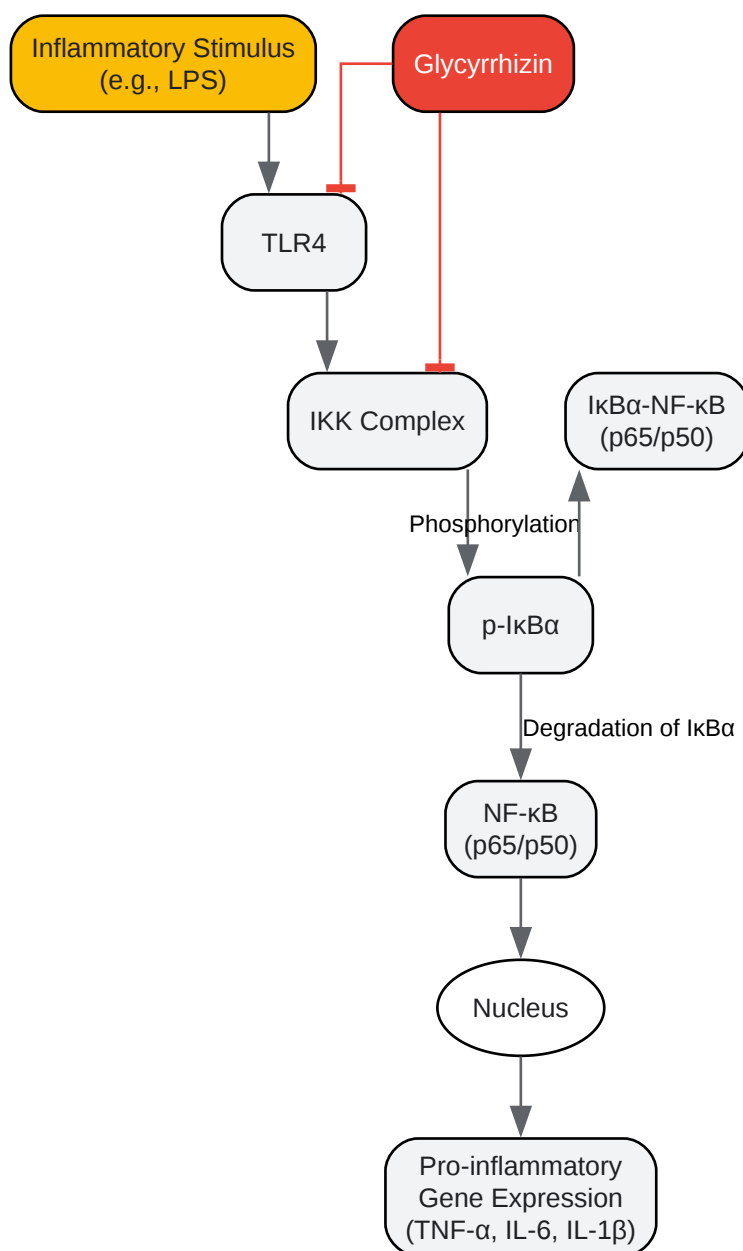 Inflammatory Stimulus
(e.g., LPS)
Glycyrrhizin
TLR4
IKK Complex
IκBα-NF-κB
(p65/p50)
Phosphorylation
p-IκBα
Degradation of IκBα
NF-κB
(p65/p50)
Nucleus
Pro-inflammatory
Gene Expression
(TNF-α, IL-6, IL-1β)